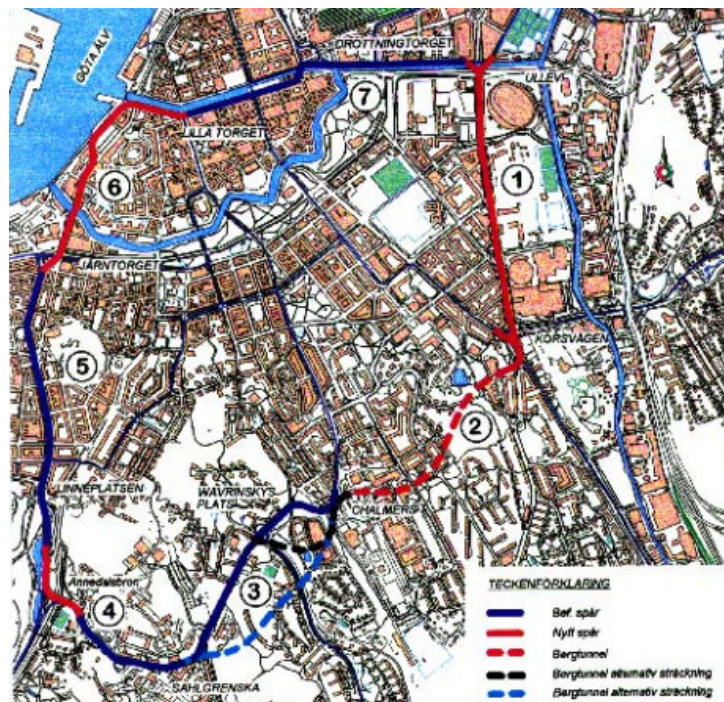 DROTTNINGTORGET
GÖTA ÄLV
ULLEVI
7
LILLA TORGET
6
1
JÄRNTORGET
KORSVÄGEN
5
2
LINNEPLATSEN
WAVRINSKYS
PLATS
CHALMERS
Annedalsbron
3
4
SAHLGRENSKA
TECKENFÖRKLARING
Bef. spår
Nytt spår
Bergtunnel
Bergtunnel alternativ sträckning
Bergtunnel alternativ sträckning